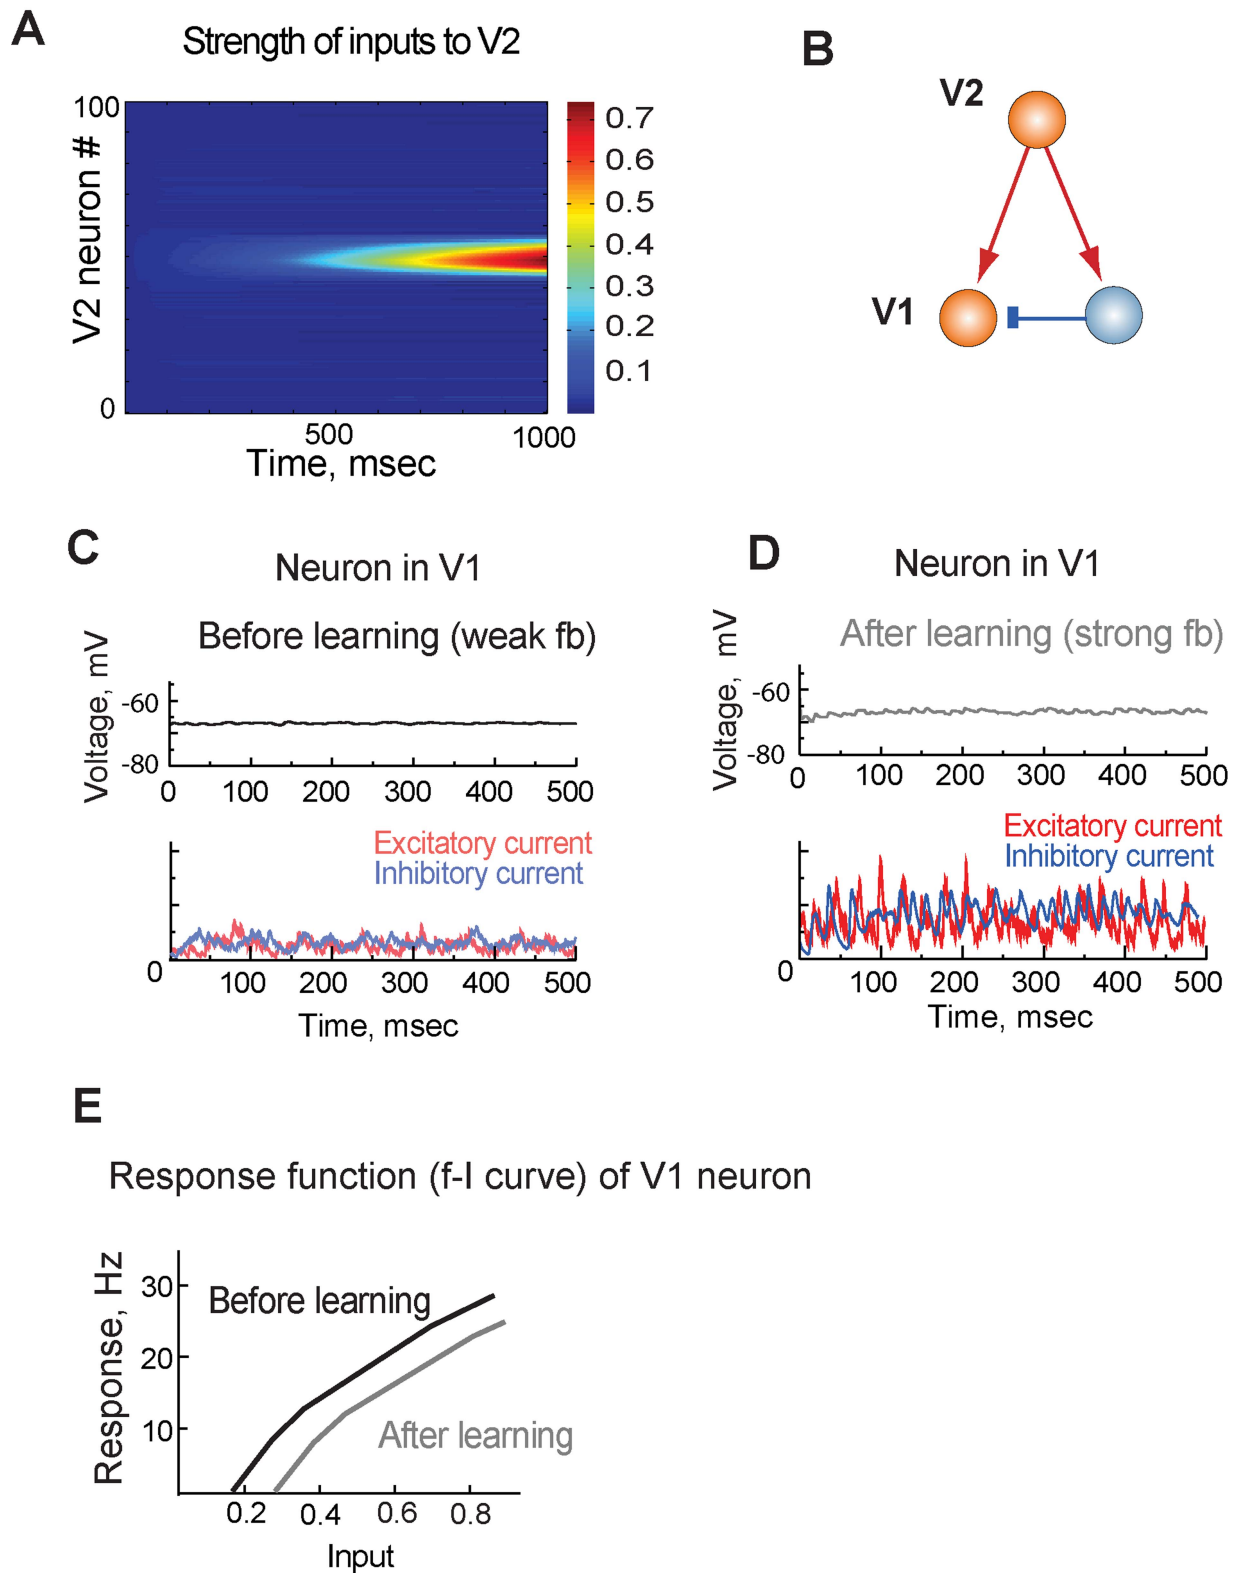 A
Strength of inputs to V2
V2 neuron #
100
0
500
1000
Time, msec
0.7
0.6
0.5
0.4
0.3
0.2
0.1
B
V2
V1
C
Neuron in V1
Before learning (weak fb)
Voltage, mV
-60
-80
0 100 200 300 400 500
Excitatory current
Inhibitory current
0
100 200 300 400 500
Time, msec
D
Neuron in V1
After learning (strong fb)
Voltage, mV
-60
-80
0 100 200 300 400 500
Excitatory current
Inhibitory current
0
100 200 300 400 500
Time, msec
E
Response function (f-I curve) of V1 neuron
Response, Hz
30
20
10
Before learning
After learning
0.2 0.4 0.6 0.8
Input